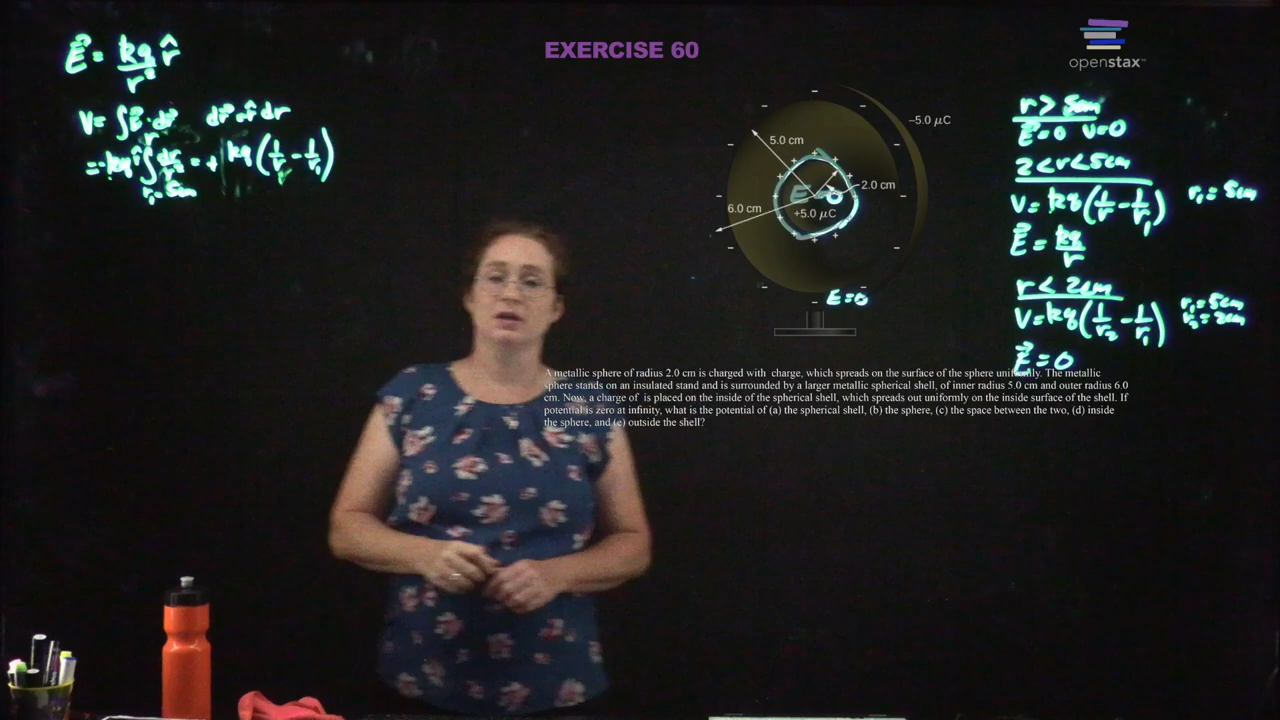 EXERCISE 60
openstax™
E⃗ = kq/r² r̂
V = ∫E⃗·dr⃗ dr⃗ = r̂ dr
= +kq(1/r - 1/r₁)
r₁ = 5cm
–5.0 μC
5.0 cm
2.0 cm
E = 0
6.0 cm
+5.0 μC
E = 0
r > 5cm
E⃗ = 0 V = 0
2 < r < 5cm
V = kq(1/r - 1/r₁) r₁ = 5cm
E⃗ = kq/r
r < 2cm
V = kq(1/r₂ - 1/r₁) r₁ = 5cm
r₂ = 2cm
E⃗ = 0
A metallic sphere of radius 2.0 cm is charged with charge, which spreads on the surface of the sphere uniformly. The metallic
sphere stands on an insulated stand and is surrounded by a larger metallic spherical shell, of inner radius 5.0 cm and outer radius 6.0
cm. Now, a charge of is placed on the inside of the spherical shell, which spreads out uniformly on the inside surface of the shell. If
potential is zero at infinity, what is the potential of (a) the spherical shell, (b) the sphere, (c) the space between the two, (d) inside
the sphere, and (e) outside the shell?